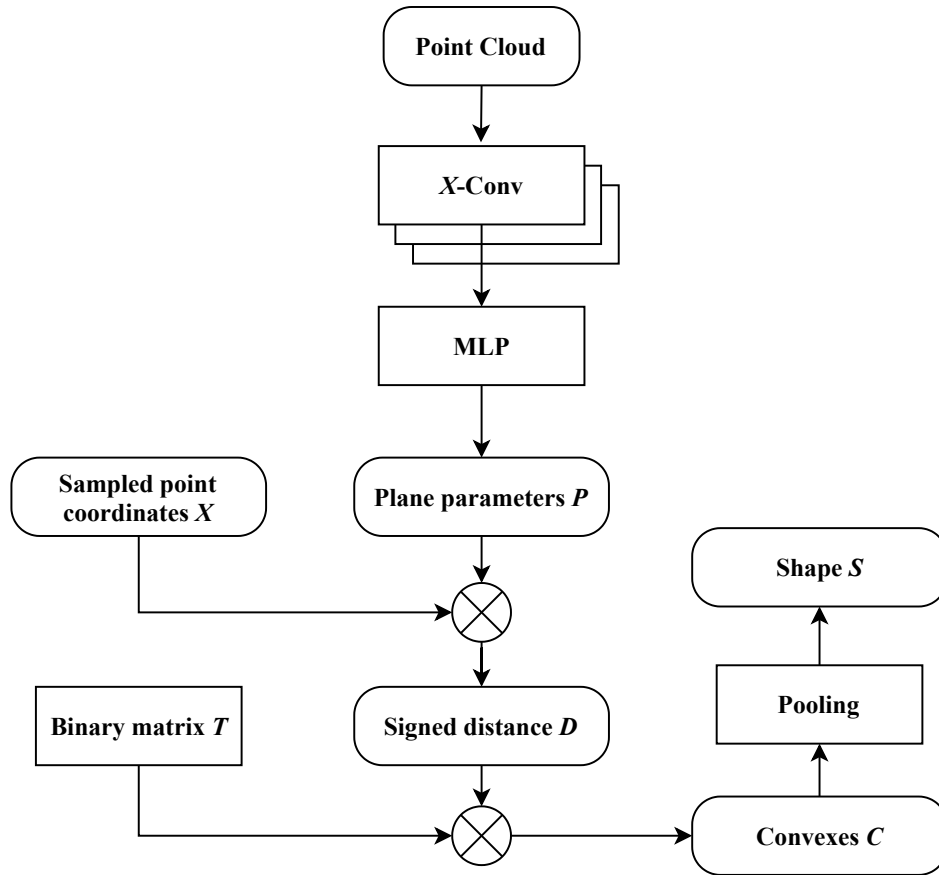 Point Cloud
X-Conv
MLP
Sampled point
coordinates X
Plane parameters P
Shape S
Binary matrix T
Signed distance D
Pooling
Convexes C